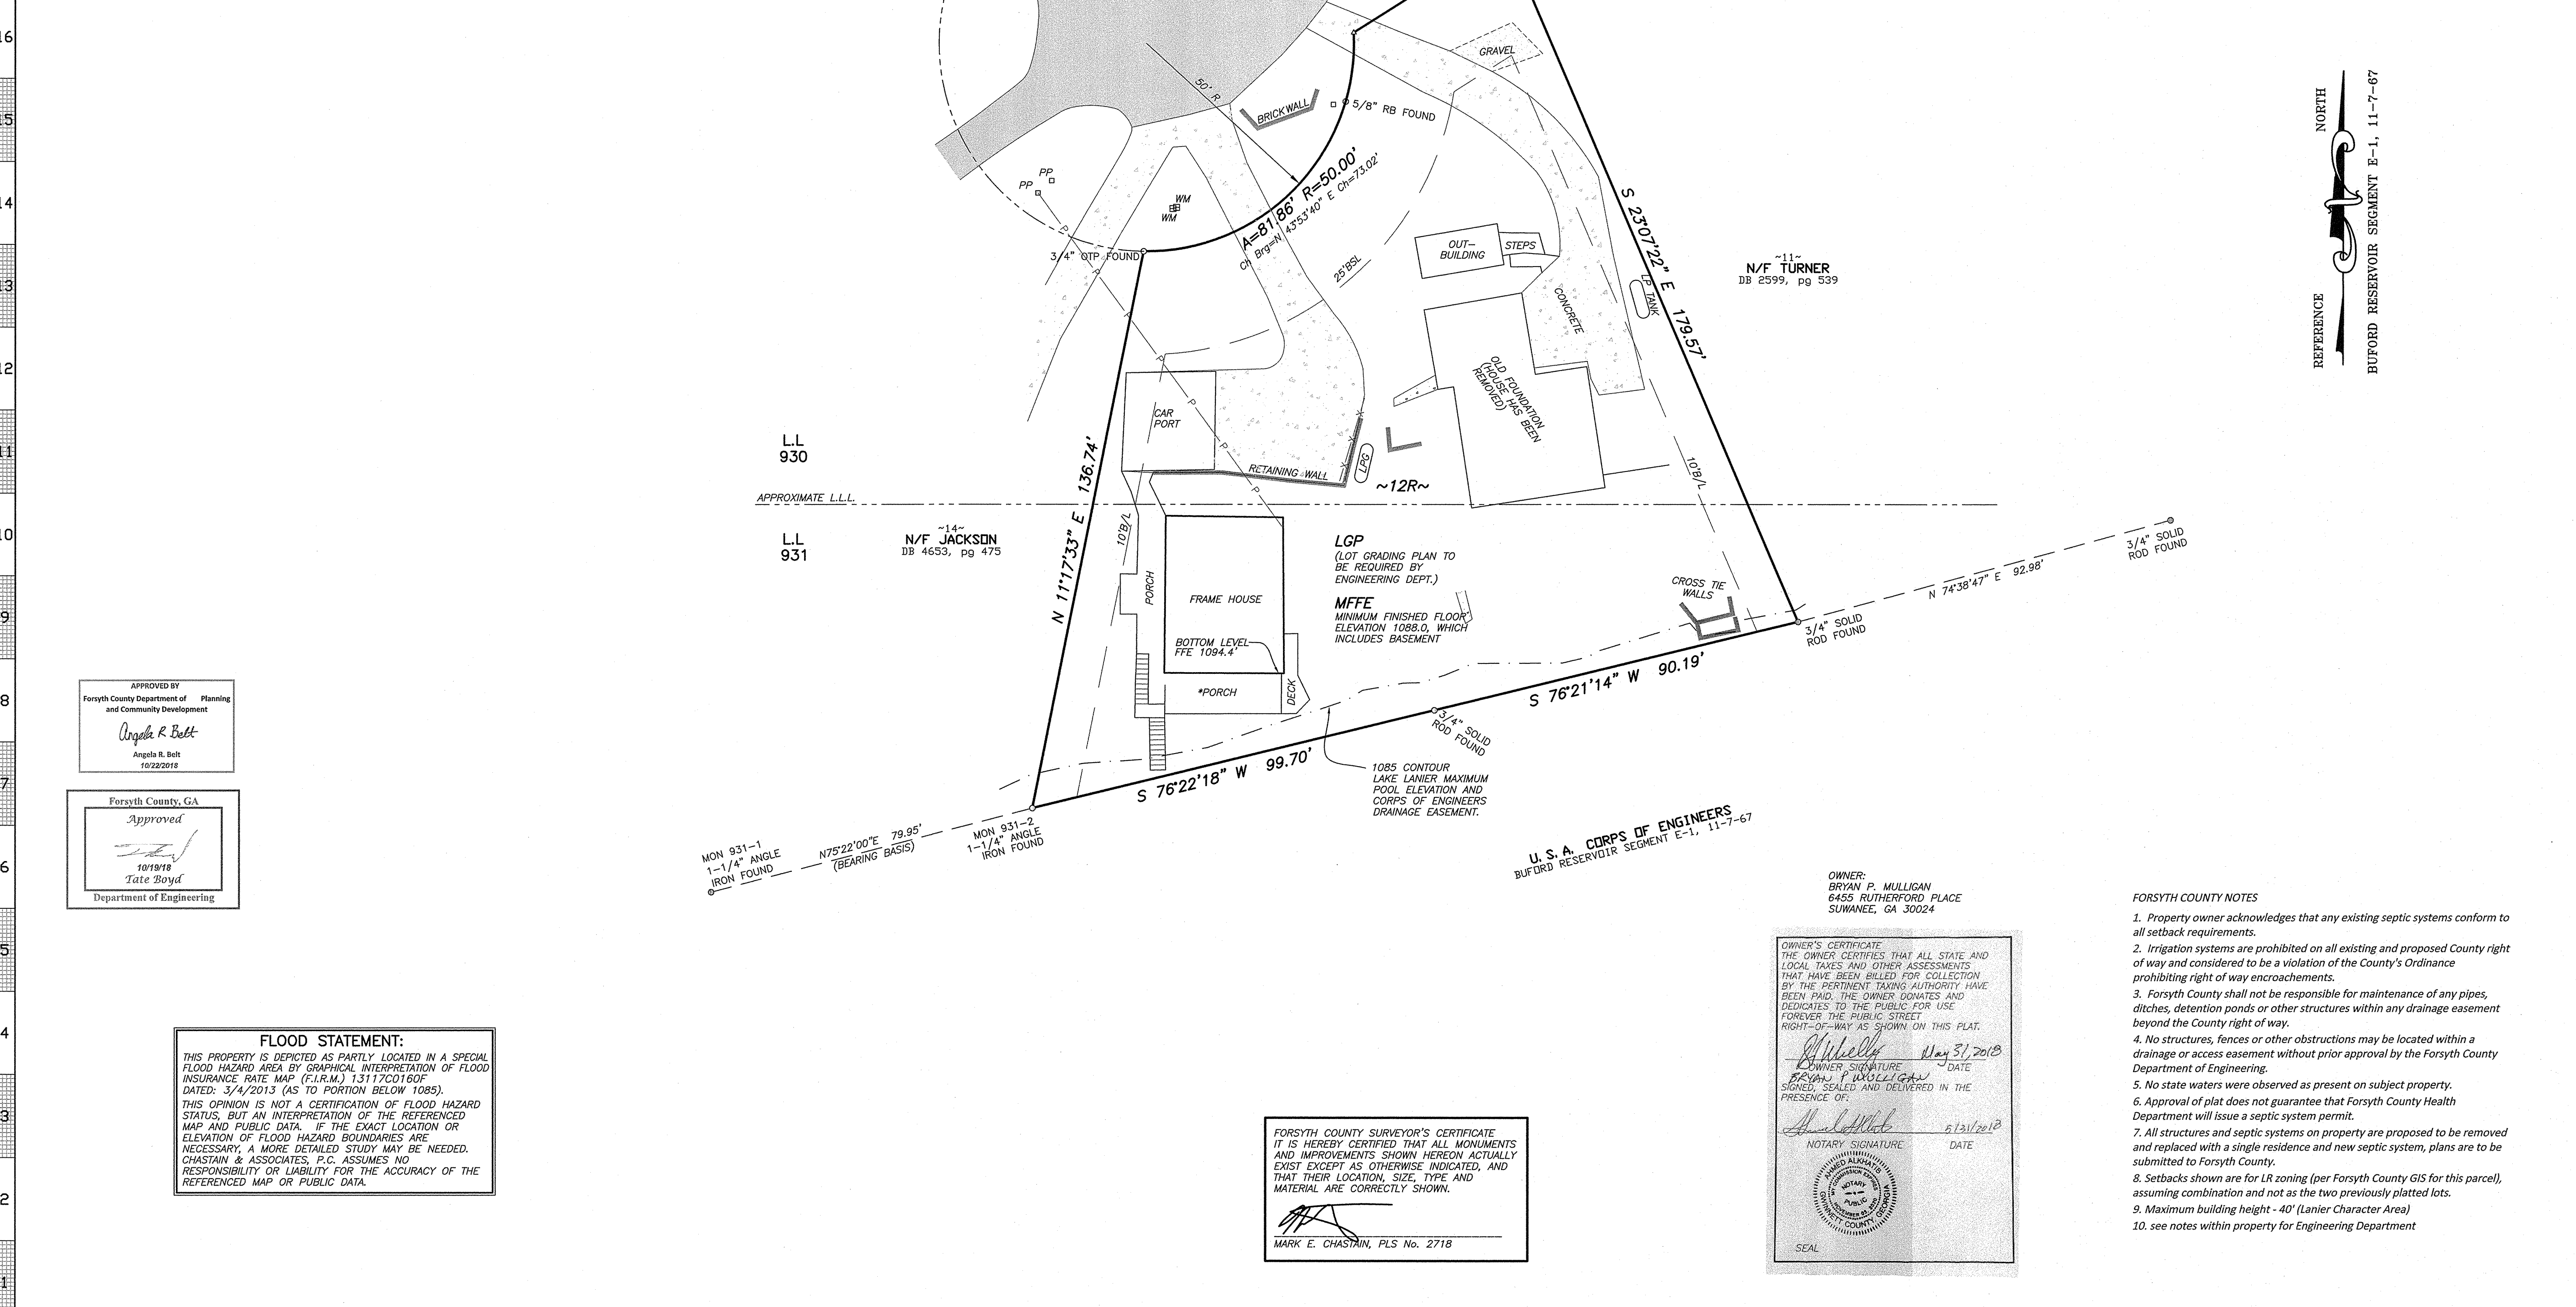 16
15
14
13
12
11
10
9
8
7
6
5
4
3
2
1
GRAVEL
50' R
BRICK WALL
5/8" RB FOUND
PP
PP
WM
WM
A=81.86' R=50.00'
Ch Brg=N 43°53'40" E Ch=73.02'
3/4" OTP FOUND
P
P
P
P
P
P
P
25'BSL
OUT-
BUILDING
STEPS
CONCRETE
LP TANK
S 23°07'22" E 179.57'
~11~
N/F TURNER
DB 2599, pg 539
REFERENCE NORTH
BUFORD RESERVOIR SEGMENT E-1, 11-7-67
OLD FOUNDATION
(HOUSE HAS BEEN
REMOVED)
CAR
PORT
RETAINING WALL
X
X
X
LPG
~12R~
10'B/L
L.L
930
APPROXIMATE L.L.L.
L.L
931
~14~
N/F JACKSON
DB 4653, pg 475
N 11°17'33" E 136.74'
10'B/L
PORCH
FRAME HOUSE
BOTTOM LEVEL
FFE 1094.4'
*PORCH
DECK
LGP
(LOT GRADING PLAN TO
BE REQUIRED BY
ENGINEERING DEPT.)
MFFE
MINIMUM FINISHED FLOOR
ELEVATION 1088.0, WHICH
INCLUDES BASEMENT
CROSS TIE
WALLS
3/4" SOLID
ROD FOUND
N 74°38'47" E 92.98'
3/4" SOLID
ROD FOUND
S 76°21'14" W 90.19'
3/4" SOLID
ROD FOUND
S 76°22'18" W 99.70'
1085 CONTOUR
LAKE LANIER MAXIMUM
POOL ELEVATION AND
CORPS OF ENGINEERS
DRAINAGE EASEMENT.
MON 931-2
1-1/4" ANGLE
IRON FOUND
N75°22'00"E 79.95'
(BEARING BASIS)
MON 931-1
1-1/4" ANGLE
IRON FOUND
U. S. A. CORPS OF ENGINEERS
BUFORD RESERVOIR SEGMENT E-1, 11-7-67
APPROVED BY
Forsyth County Department of Planning
and Community Development
Angela R Belt
Angela R. Belt
10/22/2018
Forsyth County, GA
Approved
10/19/18
Tate Boyd
Department of Engineering
FLOOD STATEMENT:
THIS PROPERTY IS DEPICTED AS PARTLY LOCATED IN A SPECIAL
FLOOD HAZARD AREA BY GRAPHICAL INTERPRETATION OF FLOOD
INSURANCE RATE MAP (F.I.R.M.) 13117C0160F
DATED: 3/4/2013 (AS TO PORTION BELOW 1085).
THIS OPINION IS NOT A CERTIFICATION OF FLOOD HAZARD
STATUS, BUT AN INTERPRETATION OF THE REFERENCED
MAP AND PUBLIC DATA. IF THE EXACT LOCATION OR
ELEVATION OF FLOOD HAZARD BOUNDARIES ARE
NECESSARY, A MORE DETAILED STUDY MAY BE NEEDED.
CHASTAIN & ASSOCIATES, P.C. ASSUMES NO
RESPONSIBILITY OR LIABILITY FOR THE ACCURACY OF THE
REFERENCED MAP OR PUBLIC DATA.
FORSYTH COUNTY SURVEYOR'S CERTIFICATE
IT IS HEREBY CERTIFIED THAT ALL MONUMENTS
AND IMPROVEMENTS SHOWN HEREON ACTUALLY
EXIST EXCEPT AS OTHERWISE INDICATED, AND
THAT THEIR LOCATION, SIZE, TYPE AND
MATERIAL ARE CORRECTLY SHOWN.
MARK E. CHASTAIN, PLS No. 2718
OWNER:
BRYAN P. MULLIGAN
6455 RUTHERFORD PLACE
SUWANEE, GA 30024
OWNER'S CERTIFICATE
THE OWNER CERTIFIES THAT ALL STATE AND
LOCAL TAXES AND OTHER ASSESSMENTS
THAT HAVE BEEN BILLED FOR COLLECTION
BY THE PERTINENT TAXING AUTHORITY HAVE
BEEN PAID. THE OWNER DONATES AND
DEDICATES TO THE PUBLIC FOR USE
FOREVER THE PUBLIC STREET
RIGHT-OF-WAY AS SHOWN ON THIS PLAT.
May 31, 2018
OWNER SIGNATURE DATE
BRYAN P MULLIGAN
SIGNED, SEALED AND DELIVERED IN THE
PRESENCE OF:
5/31/2018
NOTARY SIGNATURE DATE
AHMED ALKHATIB
MY COMMISSION EXPIRES
NOTARY
PUBLIC
GWINNETT COUNTY, GEORGIA
SEAL
FORSYTH COUNTY NOTES
1. Property owner acknowledges that any existing septic systems conform to
all setback requirements.
2. Irrigation systems are prohibited on all existing and proposed County right
of way and considered to be a violation of the County's Ordinance
prohibiting right of way encroachements.
3. Forsyth County shall not be responsible for maintenance of any pipes,
ditches, detention ponds or other structures within any drainage easement
beyond the County right of way.
4. No structures, fences or other obstructions may be located within a
drainage or access easement without prior approval by the Forsyth County
Department of Engineering.
5. No state waters were observed as present on subject property.
6. Approval of plat does not guarantee that Forsyth County Health
Department will issue a septic system permit.
7. All structures and septic systems on property are proposed to be removed
and replaced with a single residence and new septic system, plans are to be
submitted to Forsyth County.
8. Setbacks shown are for LR zoning (per Forsyth County GIS for this parcel),
assuming combination and not as the two previously platted lots.
9. Maximum building height - 40' (Lanier Character Area)
10. see notes within property for Engineering Department